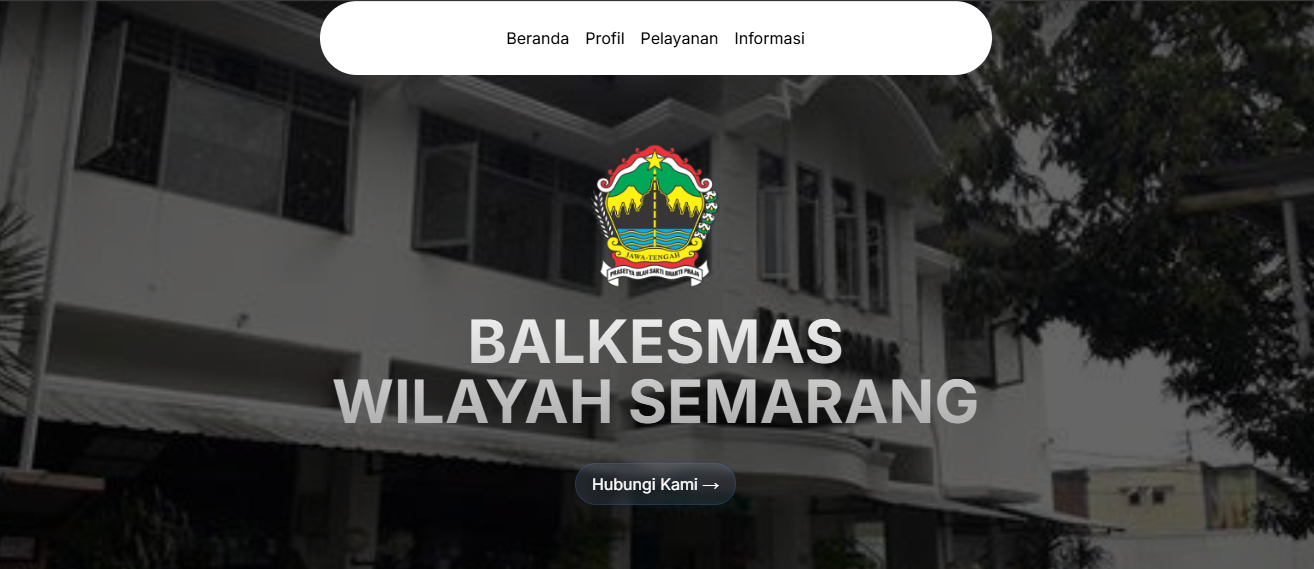 Beranda Profil Pelayanan Informasi
JAWA-TENGAH
PRASETYA ULAH SAKTI BHAKTI PRAJA
BALKESMAS
WILAYAH SEMARANG
Hubungi Kami →